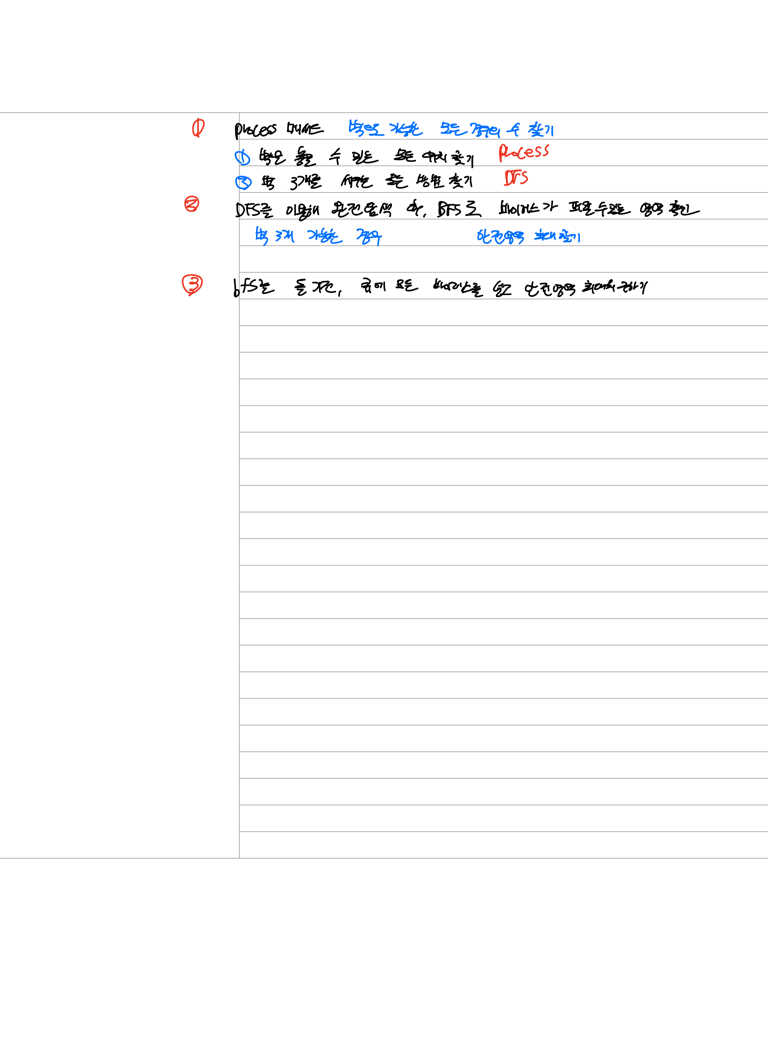 ① Process 메서드 벽으로 가능한 모든 경우의 수 찾기
① 벽은 놓을 수 있는 모든 위치 찾기 Process
② 벽 3개를 세우는 모든 방법 찾기 DFS
② DFS를 이용해 완전탐색 후, BFS로 바이러스가 퍼질 수 있는 영역 확인
벽 3개 가능한 경우 안전영역 최대 찾기
③ bfs를 돌기 전, 큐에 모든 바이러스를 넣고 안전영역 구하기